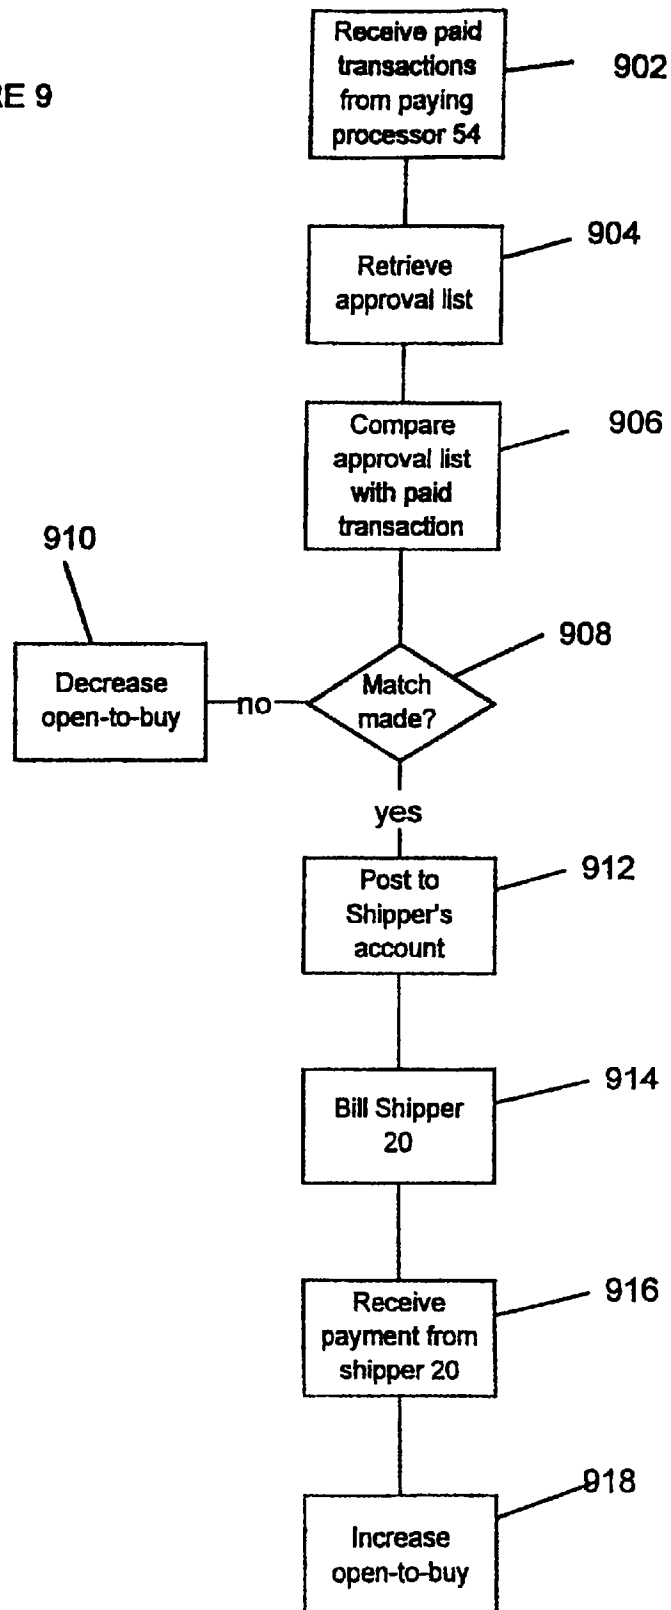 RE 9
Receive paid
transactions
from paying
processor 54
902
Retrieve
approval list
904
Compare
approval list
with paid
transaction
906
910
Decrease
open-to-buy
no
Match
made?
908
yes
Post to
Shipper's
account
912
Bill Shipper
20
914
Receive
payment from
shipper 20
916
Increase
open-to-buy
918